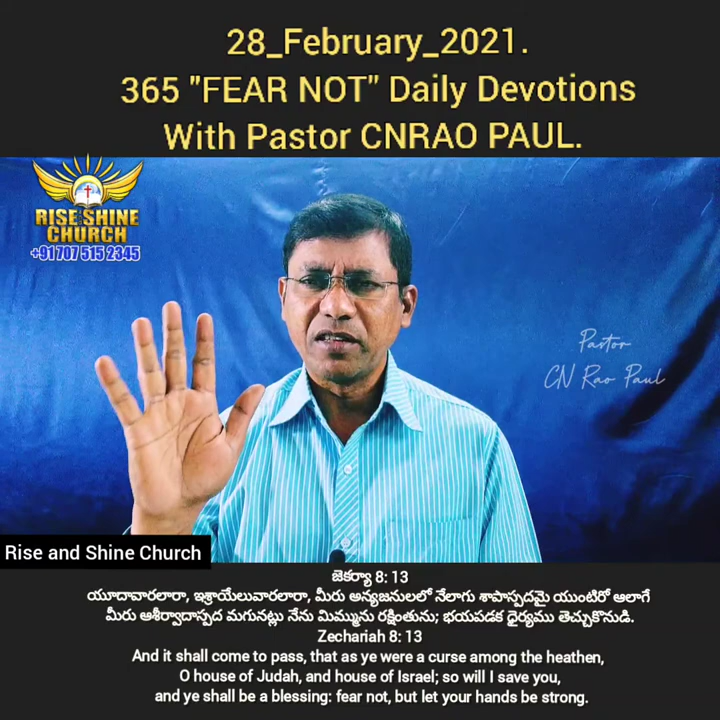 28_February_2021.
365 "FEAR NOT" Daily Devotions
With Pastor CNRAO PAUL.
RISE SHINE
CHURCH
+91 707 515 2345
Pastor
CN Rao Paul
Rise and Shine Church
జెకర్యా 8: 13
యూదావారలారా, ఇశ్రాయేలువారలారా, మీరు అన్యజనులలో నేలాగు శాపాస్పదమై యుంటిరో ఆలాగే
మీరు ఆశీర్వాదాస్పద మగునట్లు నేను మిమ్మును రక్షింతును; భయపడక ధైర్యము తెచ్చుకొనుడి.
Zechariah 8: 13
And it shall come to pass, that as ye were a curse among the heathen,
O house of Judah, and house of Israel; so will I save you,
and ye shall be a blessing: fear not, but let your hands be strong.